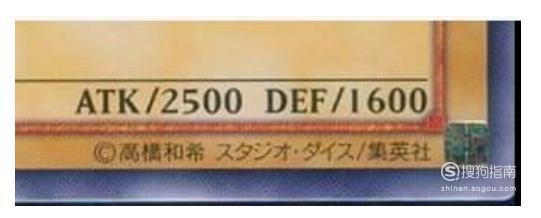 ATK/2500 DEF/1600
©高橋和希 スタジオ・ダイス/集英社
S搜狗指南
zhinan.sogou.com